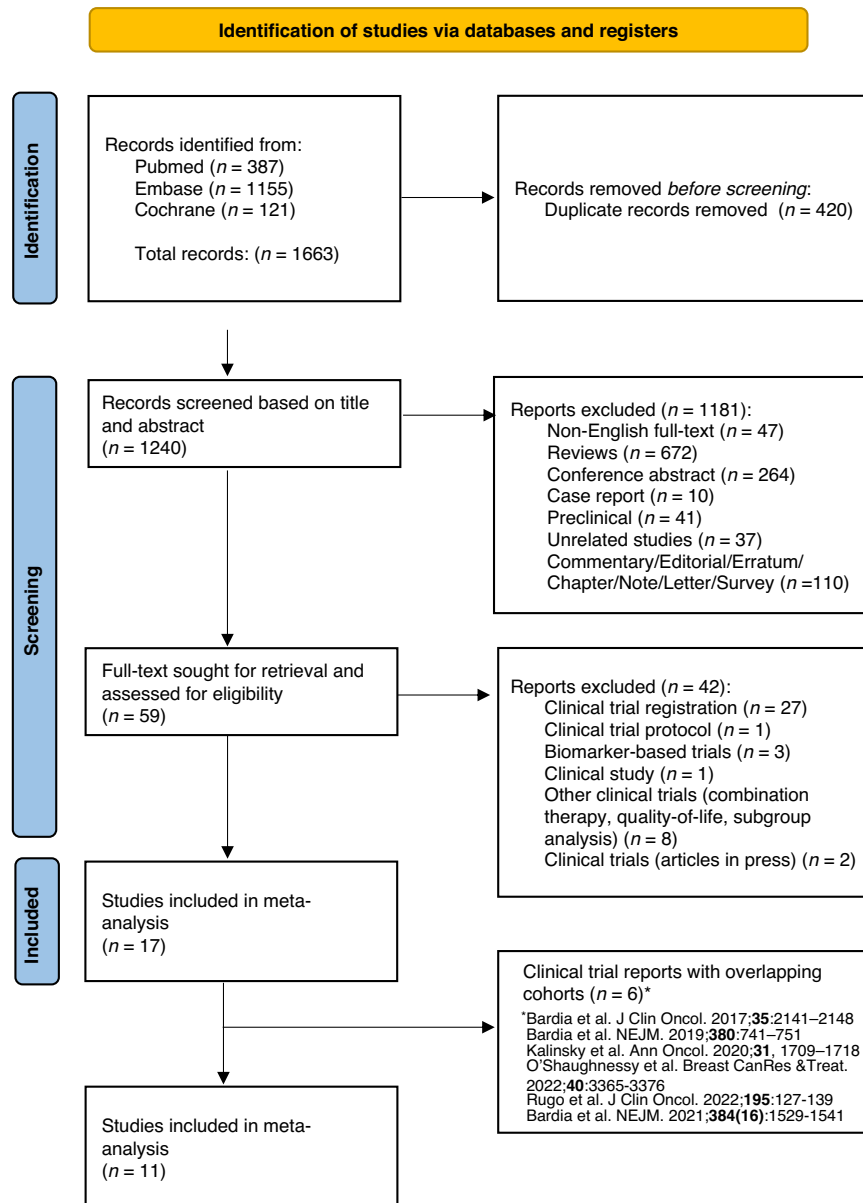 Identification of studies via databases and registers
Identification
Records identified from:
Pubmed (n = 387)
Embase (n = 1155)
Cochrane (n = 121)
Total records: (n = 1663)
Records removed before screening:
Duplicate records removed (n = 420)
Screening
Records screened based on title
and abstract
(n = 1240)
Reports excluded (n = 1181):
Non-English full-text (n = 47)
Reviews (n = 672)
Conference abstract (n = 264)
Case report (n = 10)
Preclinical (n = 41)
Unrelated studies (n = 37)
Commentary/Editorial/Erratum/
Chapter/Note/Letter/Survey (n =110)
Full-text sought for retrieval and
assessed for eligibility
(n = 59)
Reports excluded (n = 42):
Clinical trial registration (n = 27)
Clinical trial protocol (n = 1)
Biomarker-based trials (n = 3)
Clinical study (n = 1)
Other clinical trials (combination
therapy, quality-of-life, subgroup
analysis) (n = 8)
Clinical trials (articles in press) (n = 2)
Included
Studies included in meta-
analysis
(n = 17)
Clinical trial reports with overlapping
cohorts (n = 6)*
*Bardia et al. J Clin Oncol. 2017;35:2141–2148
Bardia et al. NEJM. 2019;380:741–751
Kalinsky et al. Ann Oncol. 2020;31, 1709–1718
O'Shaughnessy et al. Breast CanRes &Treat.
2022;40:3365-3376
Rugo et al. J Clin Oncol. 2022;195:127-139
Bardia et al. NEJM. 2021;384(16):1529-1541
Studies included in meta-
analysis
(n = 11)